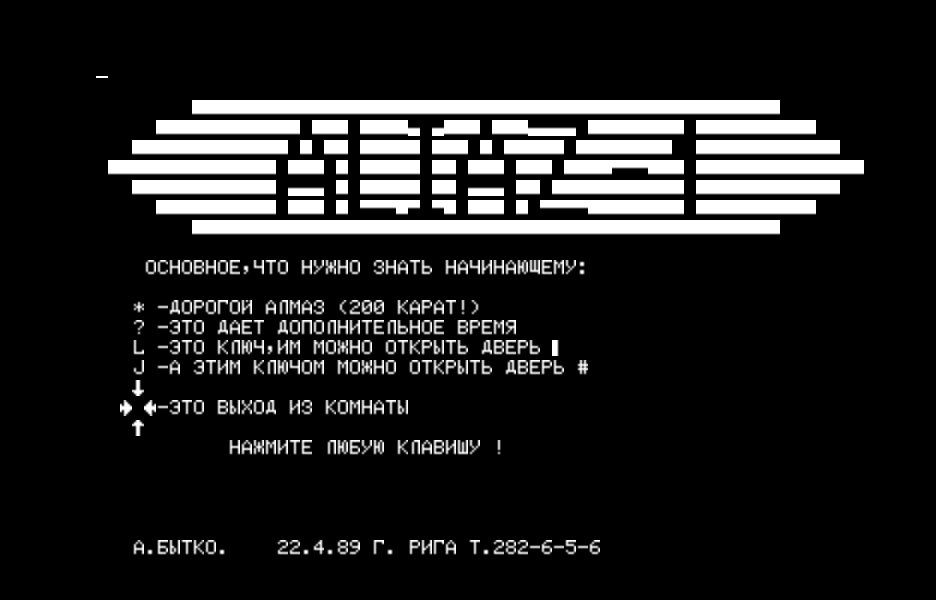 ОСНОВНОЕ,ЧТО НУЖНО ЗНАТЬ НАЧИНАЮЩЕМУ:
* -ДОРОГОЙ АЛМАЗ (200 КАРАТ!)
? -ЭТО ДАЕТ ДОПОЛНИТЕЛЬНОЕ ВРЕМЯ
L -ЭТО КЛЮЧ,ИМ МОЖНО ОТКРЫТЬ ДВЕРЬ ▌
J -А ЭТИМ КЛЮЧОМ МОЖНО ОТКРЫТЬ ДВЕРЬ #
-ЭТО ВЫХОД ИЗ КОМНАТЫ
НАЖМИТЕ ЛЮБУЮ КЛАВИШУ !
А.БЫТКО. 22.4.89 Г. РИГА Т.282-6-5-6